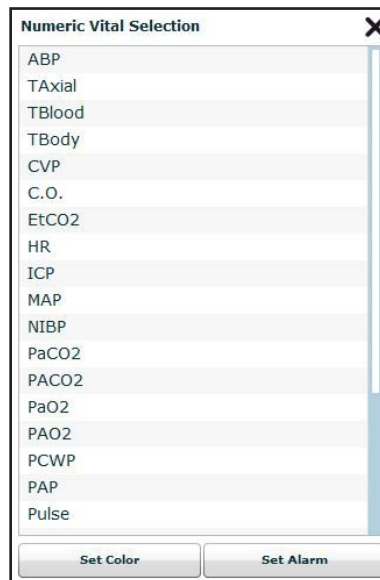 Numeric Vital Selection
ABP
TAxial
TBlood
TBody
CVP
C.O.
EtCO2
HR
ICP
MAP
NIBP
PaCO2
PACO2
PaO2
PAO2
PCWP
PAP
Pulse
Set Color Set Alarm